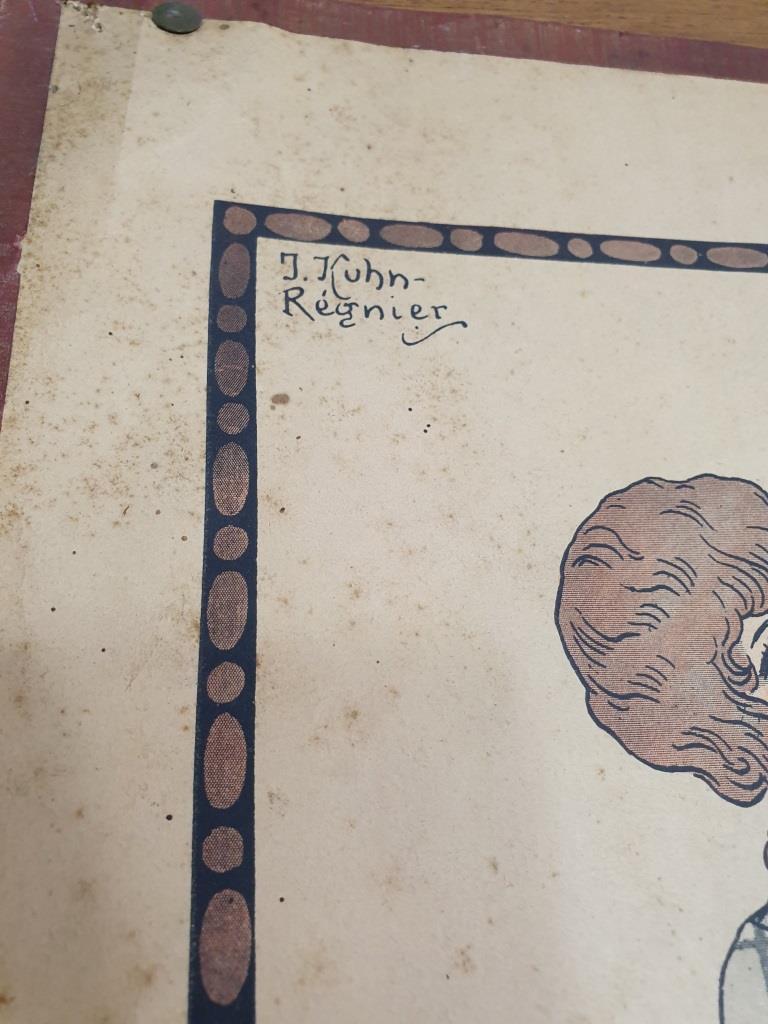 J. Kuhn-
Régnier